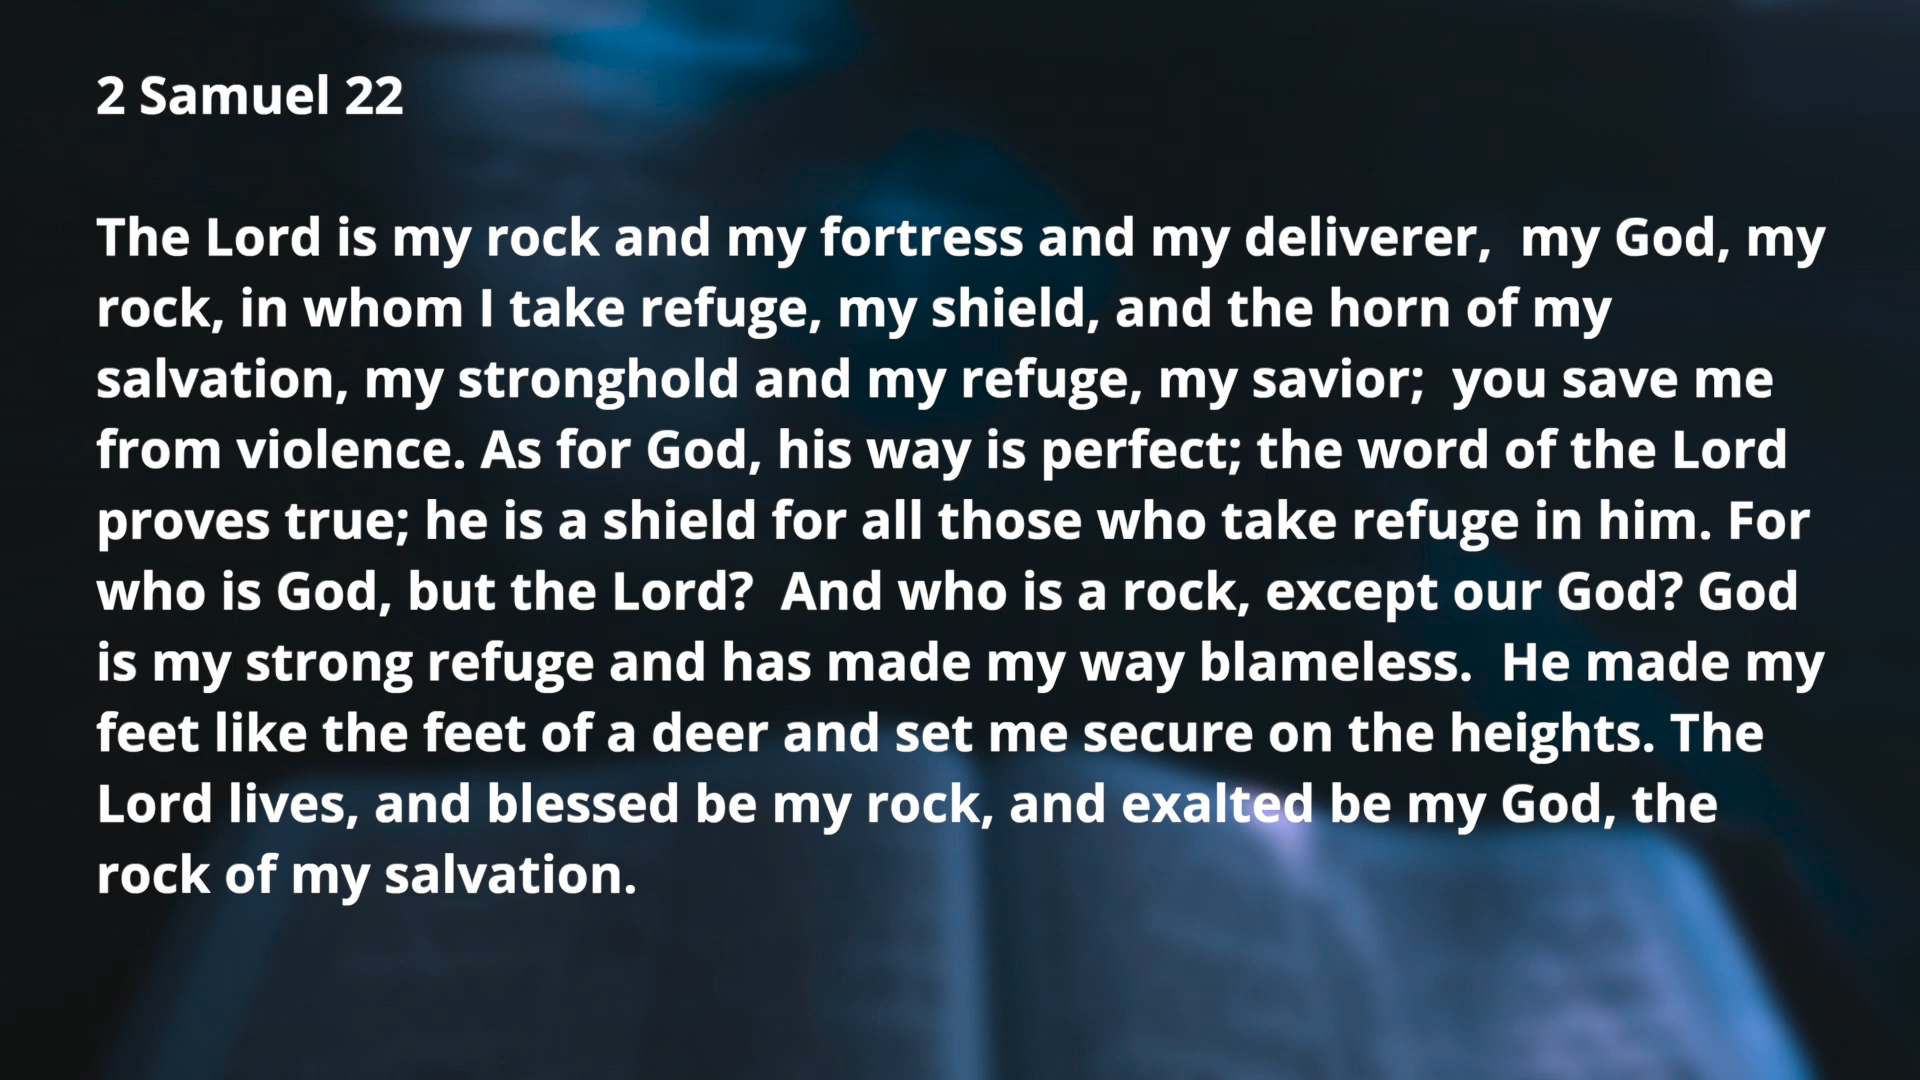 2 Samuel 22
The Lord is my rock and my fortress and my deliverer,  my God, my
rock, in whom I take refuge, my shield, and the horn of my
salvation, my stronghold and my refuge, my savior;  you save me
from violence. As for God, his way is perfect; the word of the Lord
proves true; he is a shield for all those who take refuge in him. For
who is God, but the Lord?  And who is a rock, except our God? God
is my strong refuge and has made my way blameless.  He made my
feet like the feet of a deer and set me secure on the heights. The
Lord lives, and blessed be my rock, and exalted be my God, the
rock of my salvation.